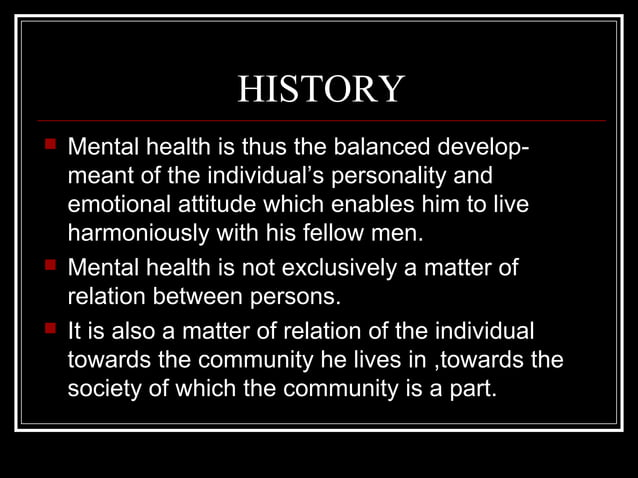 HISTORY
Mental health is thus the balanced develop-
meant of the individual’s personality and
emotional attitude which enables him to live
harmoniously with his fellow men.
Mental health is not exclusively a matter of
relation between persons.
It is also a matter of relation of the individual
towards the community he lives in ,towards the
society of which the community is a part.